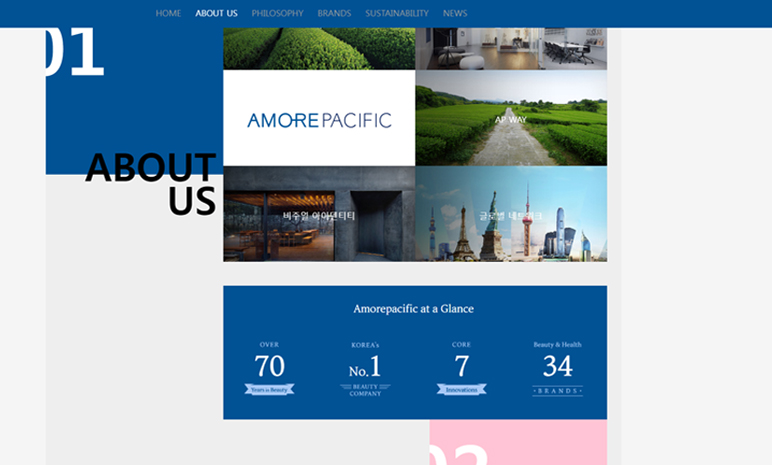 HOME ABOUT US PHILOSOPHY BRANDS SUSTAINABILITY NEWS
01
ABOUT
US
AMOREPACIFIC
AP WAY
비주얼 아이덴티티
글로벌 네트워크
Amorepacific at a Glance
OVER
70
Years in Beauty
KOREA's
No.1
BEAUTY
COMPANY
CORE
7
Innovations
Beauty & Health
34
· B R A N D S ·
02